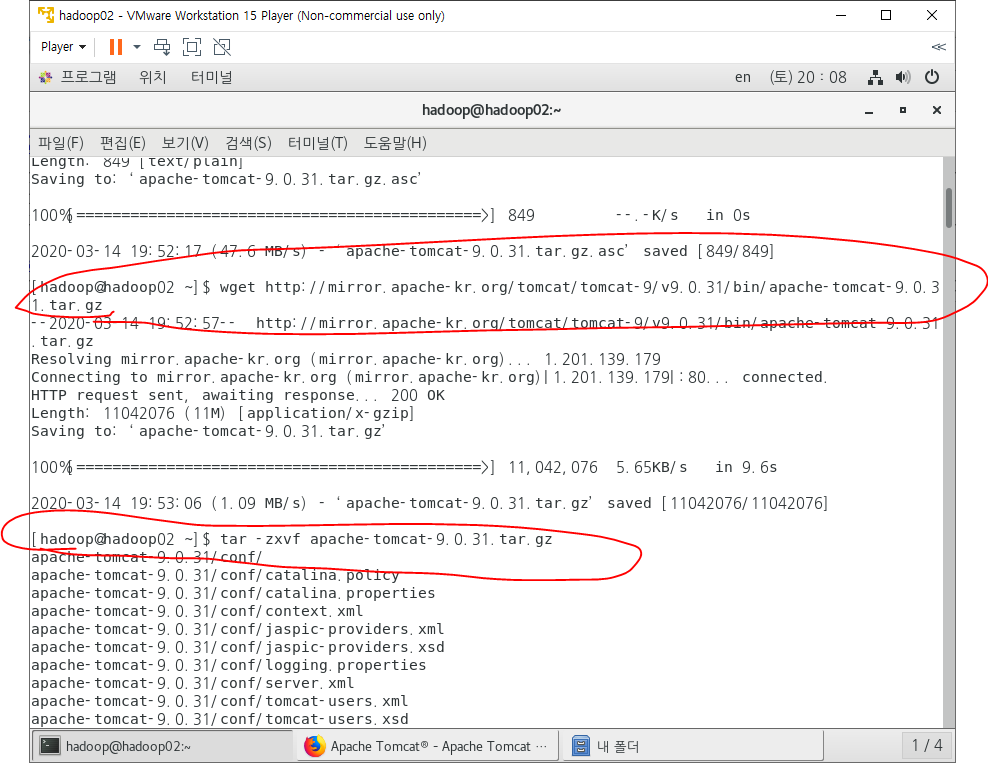 hadoop02 - VMware Workstation 15 Player (Non-commercial use only)
Player
프로그램 위치 터미널 en (토) 20 : 08
hadoop@hadoop02:~
파일(F) 편집(E) 보기(V) 검색(S) 터미널(T) 도움말(H)
Length: 849 [text/plain]
Saving to: ‘apache-tomcat-9.0.31.tar.gz.asc’
100%[=============================================>] 849 --.-K/s in 0s
2020-03-14 19:52:17 (47.6 MB/s) - ‘apache-tomcat-9.0.31.tar.gz.asc’ saved [849/849]
[hadoop@hadoop02 ~]$ wget http://mirror.apache-kr.org/tomcat/tomcat-9/v9.0.31/bin/apache-tomcat-9.0.3
1.tar.gz
--2020-03-14 19:52:57-- http://mirror.apache-kr.org/tomcat/tomcat-9/v9.0.31/bin/apache-tomcat-9.0.31
.tar.gz
Resolving mirror.apache-kr.org (mirror.apache-kr.org)... 1.201.139.179
Connecting to mirror.apache-kr.org (mirror.apache-kr.org)|1.201.139.179|:80... connected.
HTTP request sent, awaiting response... 200 OK
Length: 11042076 (11M) [application/x-gzip]
Saving to: ‘apache-tomcat-9.0.31.tar.gz’
100%[=============================================>] 11,042,076 5.65KB/s in 9.6s
2020-03-14 19:53:06 (1.09 MB/s) - ‘apache-tomcat-9.0.31.tar.gz’ saved [11042076/11042076]
[hadoop@hadoop02 ~]$ tar -zxvf apache-tomcat-9.0.31.tar.gz
apache-tomcat-9.0.31/conf/
apache-tomcat-9.0.31/conf/catalina.policy
apache-tomcat-9.0.31/conf/catalina.properties
apache-tomcat-9.0.31/conf/context.xml
apache-tomcat-9.0.31/conf/jaspic-providers.xml
apache-tomcat-9.0.31/conf/jaspic-providers.xsd
apache-tomcat-9.0.31/conf/logging.properties
apache-tomcat-9.0.31/conf/server.xml
apache-tomcat-9.0.31/conf/tomcat-users.xml
apache-tomcat-9.0.31/conf/tomcat-users.xsd
hadoop@hadoop02:~ Apache Tomcat® - Apache Tomcat ··· 내 폴더 1 / 4